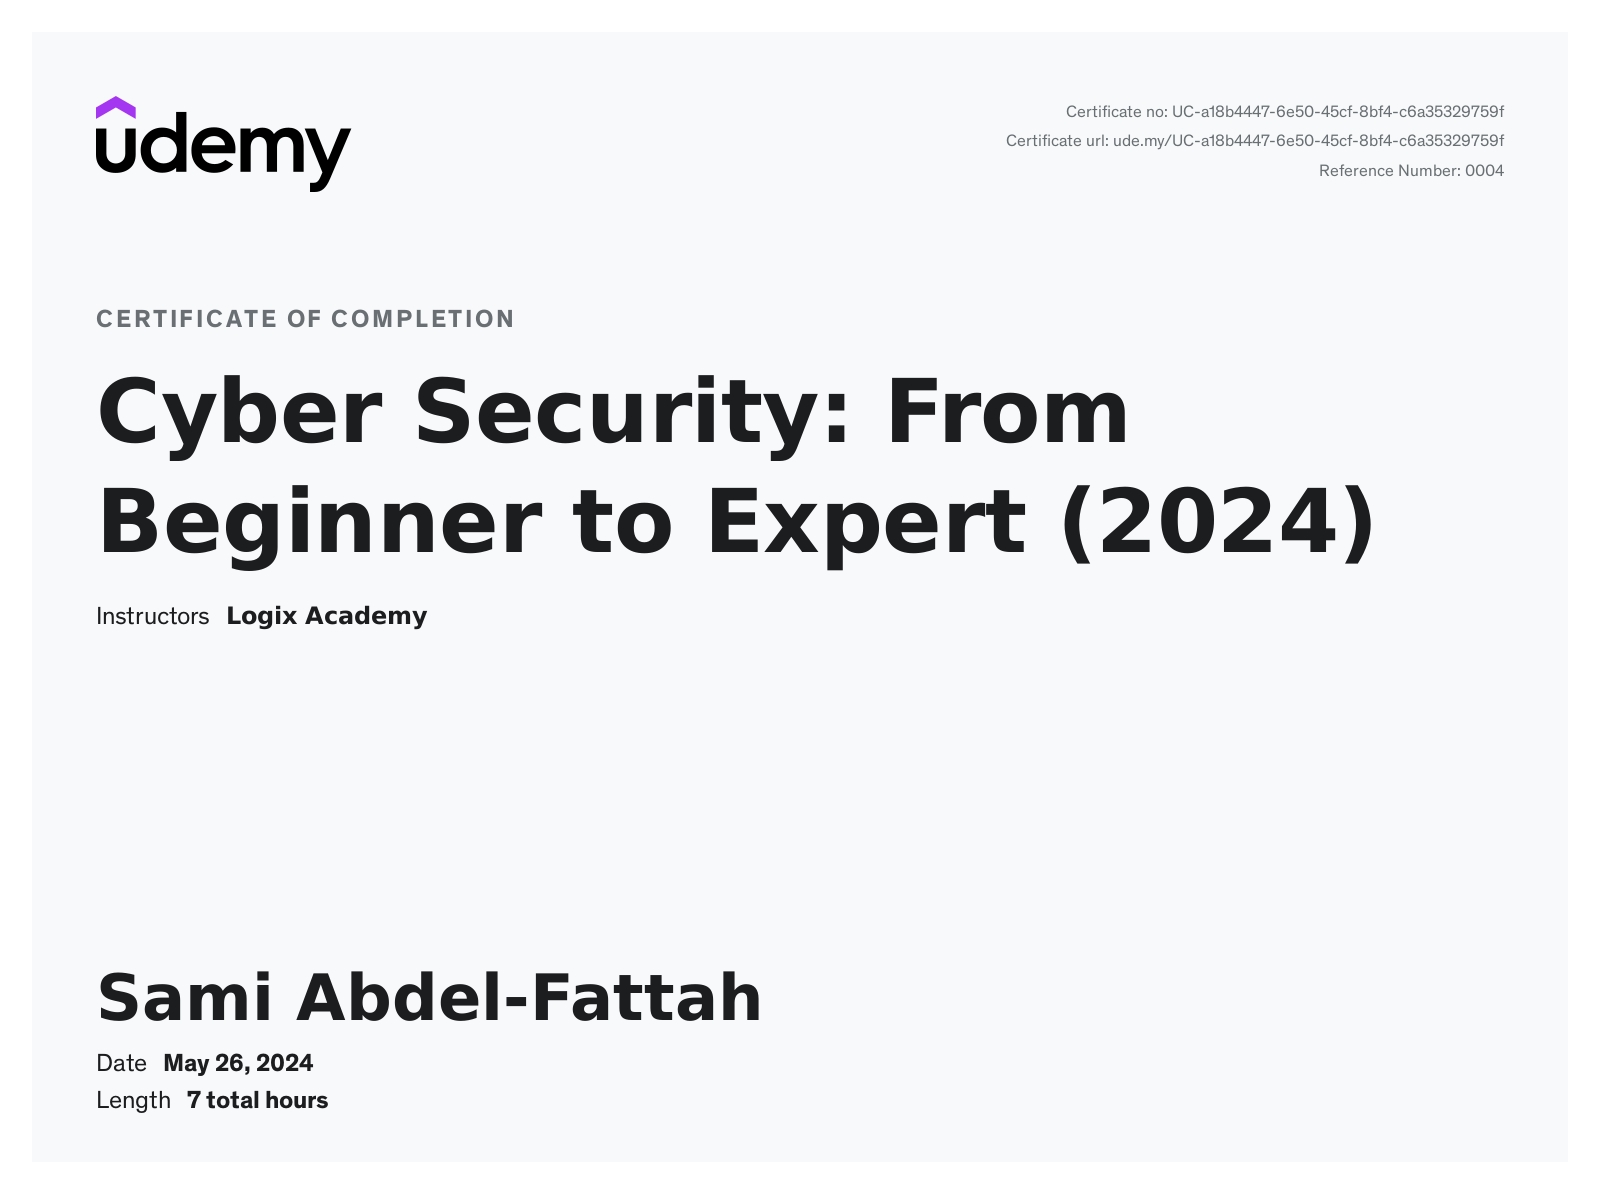 udemy
Certificate no: UC-a18b4447-6e50-45cf-8bf4-c6a35329759f
Certificate url: ude.my/UC-a18b4447-6e50-45cf-8bf4-c6a35329759f
Reference Number: 0004
CERTIFICATE OF COMPLETION
Cyber Security: From
Beginner to Expert (2024)
Instructors Logix Academy
Sami Abdel-Fattah
Date May 26, 2024
Length 7 total hours